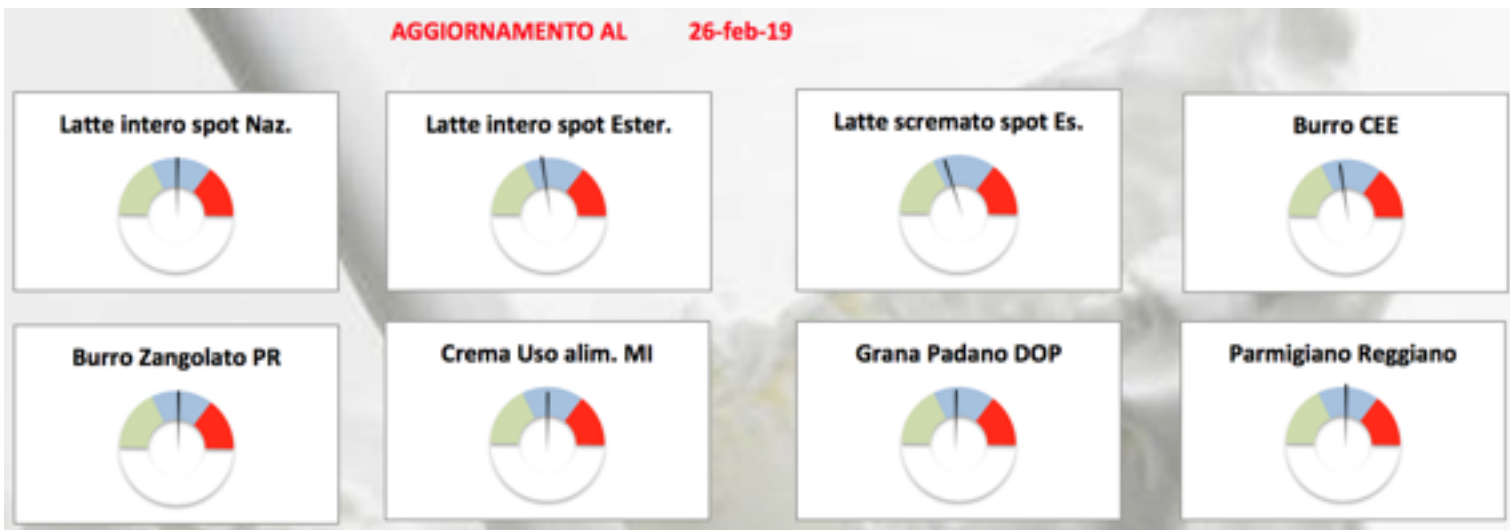 AGGIORNAMENTO AL 26-feb-19
Latte intero spot Naz.
Latte intero spot Ester.
Latte scremato spot Es.
Burro CEE
Burro Zangolato PR
Crema Uso alim. MI
Grana Padano DOP
Parmigiano Reggiano